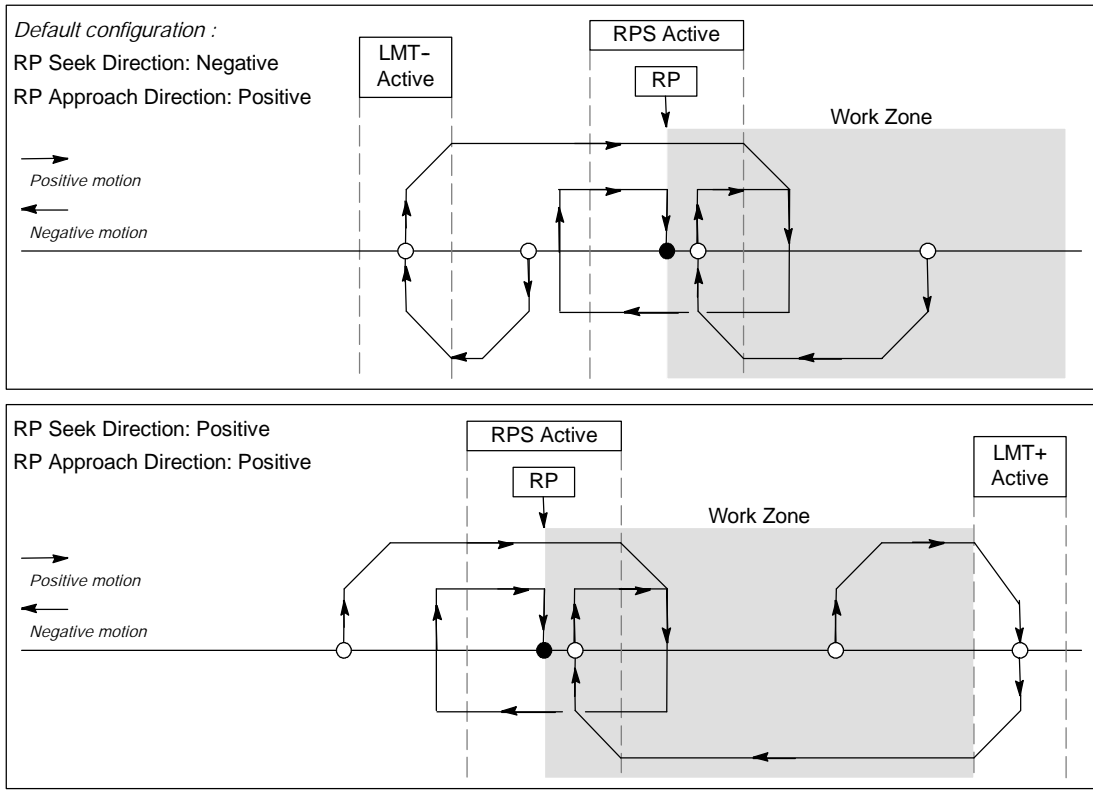 Default configuration :
RP Seek Direction: Negative
RP Approach Direction: Positive
LMT-
Active
RPS Active
RP
Work Zone
Positive motion
Negative motion
RP Seek Direction: Positive
RP Approach Direction: Positive
RPS Active
RP
LMT+
Active
Work Zone
Positive motion
Negative motion